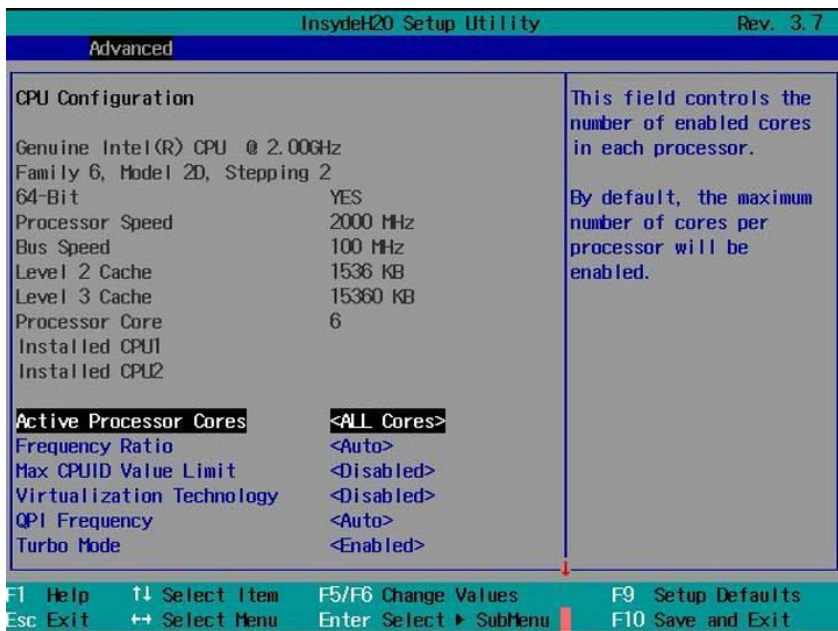 InsydeH20 Setup Utility Rev. 3.7
Advanced
CPU Configuration
Genuine Intel(R) CPU @ 2.00GHz
Family 6, Model 2D, Stepping 2
64-Bit YES
Processor Speed 2000 MHz
Bus Speed 100 MHz
Level 2 Cache 1536 KB
Level 3 Cache 15360 KB
Processor Core 6
Installed CPU1
Installed CPU2
Active Processor Cores <ALL Cores>
Frequency Ratio <Auto>
Max CPUID Value Limit <Disabled>
Virtualization Technology <Disabled>
QPI Frequency <Auto>
Turbo Mode <Enabled>
This field controls the
number of enabled cores
in each processor.
By default, the maximum
number of cores per
processor will be
enabled.
F1 Help ↑↓ Select Item F5/F6 Change Values F9 Setup Defaults
Esc Exit ↔ Select Menu Enter Select ▶ SubMenu F10 Save and Exit